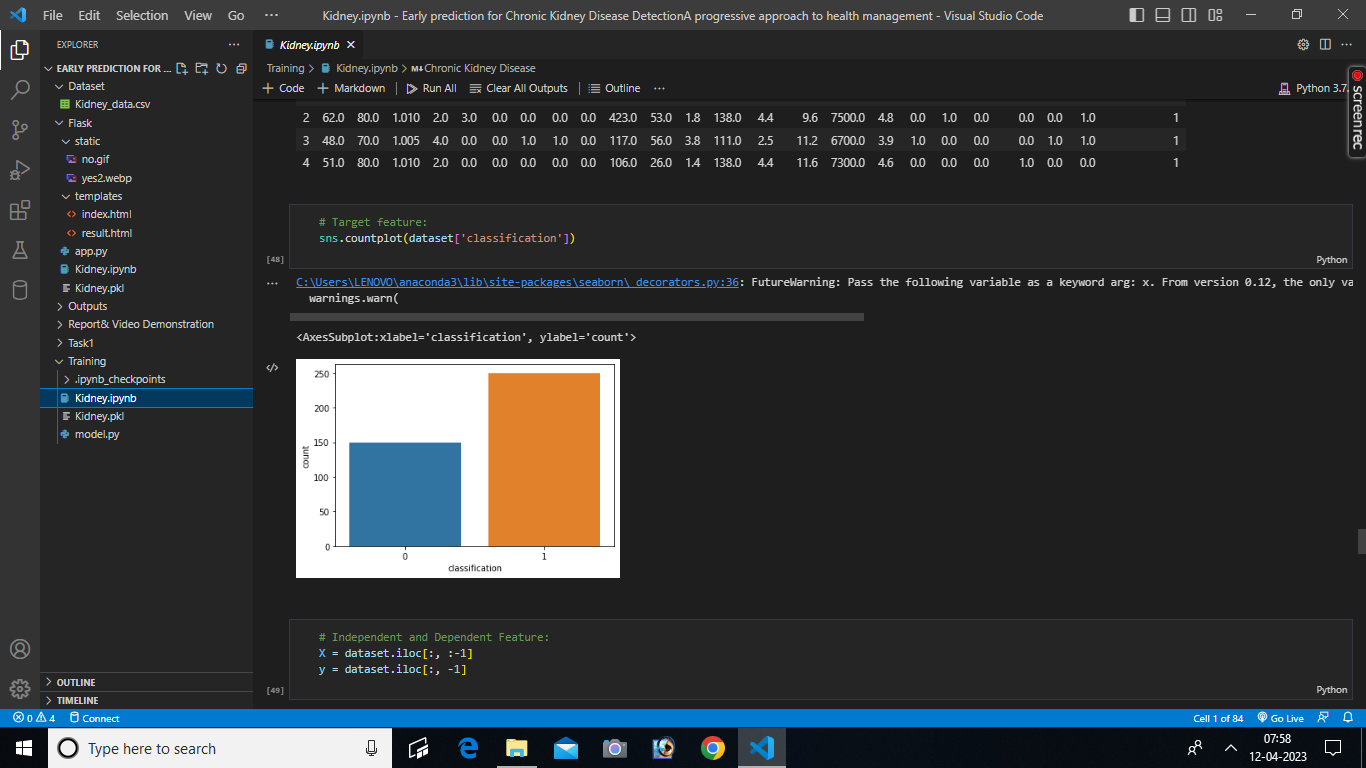 File Edit Selection View Go ··· Kidney.ipynb - Early prediction for Chronic Kidney Disease DetectionA progressive approach to health management - Visual Studio Code
EXPLORER ···
Kidney.ipynb
EARLY PREDICTION FOR ...
Training > Kidney.ipynb > Chronic Kidney Disease
Dataset
+ Code + Markdown Run All Clear All Outputs Outline ··· Python 3.7.
Kidney_data.csv
Flask
static
no.gif
yes2.webp
templates
index.html
result.html
app.py
Kidney.ipynb
Kidney.pkl
Outputs
Report& Video Demonstration
Task1
Training
.ipynb_checkpoints
Kidney.ipynb
Kidney.pkl
model.py
OUTLINE
TIMELINE
screenrec
2 62.0 80.0 1.010 2.0 3.0 0.0 0.0 0.0 0.0 423.0 53.0 1.8 138.0 4.4 9.6 7500.0 4.8 0.0 1.0 0.0 0.0 0.0 1.0 1
3 48.0 70.0 1.005 4.0 0.0 0.0 1.0 1.0 0.0 117.0 56.0 3.8 111.0 2.5 11.2 6700.0 3.9 1.0 0.0 0.0 0.0 1.0 1.0 1
4 51.0 80.0 1.010 2.0 0.0 0.0 0.0 0.0 0.0 106.0 26.0 1.4 138.0 4.4 11.6 7300.0 4.6 0.0 0.0 0.0 1.0 0.0 0.0 1
# Target feature:
sns.countplot(dataset['classification'])
[48]
Python
C:\Users\LENOVO\anaconda3\lib\site-packages\seaborn\_decorators.py:36: FutureWarning: Pass the following variable as a keyword arg: x. From version 0.12, the only va
warnings.warn(
<AxesSubplot:xlabel='classification', ylabel='count'>
250
200
150
100
50
0
count
0 1
classification
# Independent and Dependent Feature:
X = dataset.iloc[:, :-1]
y = dataset.iloc[:, -1]
[49]
Python
0 4 Connect Cell 1 of 84 Go Live
Type here to search
07:58
12-04-2023